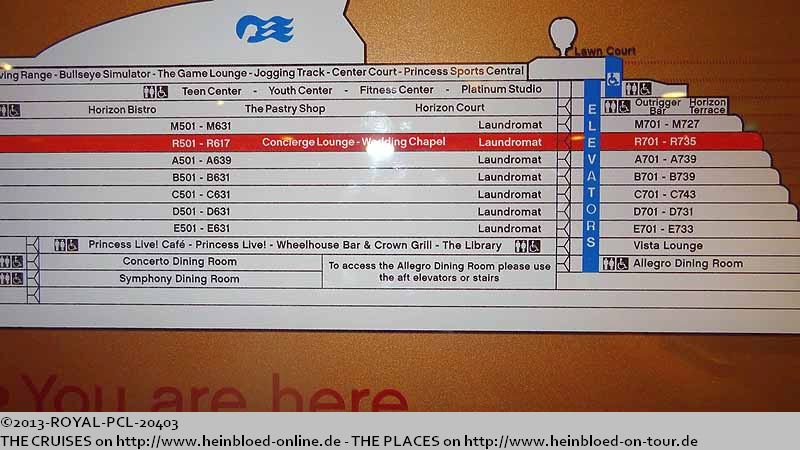 Lawn Court
ving Range - Bullseye Simulator - The Game Lounge - Jogging Track - Center Court - Princess Sports Central
Teen Center - Youth Center - Fitness Center - Platinum Studio
Horizon Bistro The Pastry Shop Horizon Court Outrigger Bar Horizon Terrace
M501 - M631 Laundromat M701 - M727
R501 - R617 Concierge Lounge - Wedding Chapel Laundromat R701 - R735
A501 - A639 Laundromat A701 - A739
B501 - B631 Laundromat B701 - B739
C501 - C631 Laundromat C701 - C743
D501 - D631 Laundromat D701 - D731
E501 - E631 Laundromat E701 - E733
ELEVATORS
Princess Live! Café - Princess Live! - Wheelhouse Bar & Crown Grill - The Library Vista Lounge
Concerto Dining Room Allegro Dining Room
Symphony Dining Room
To access the Allegro Dining Room please use
the aft elevators or stairs
You are here
©2013-ROYAL-PCL-20403
THE CRUISES on http://www.heinbloed-online.de - THE PLACES on http://www.heinbloed-on-tour.de